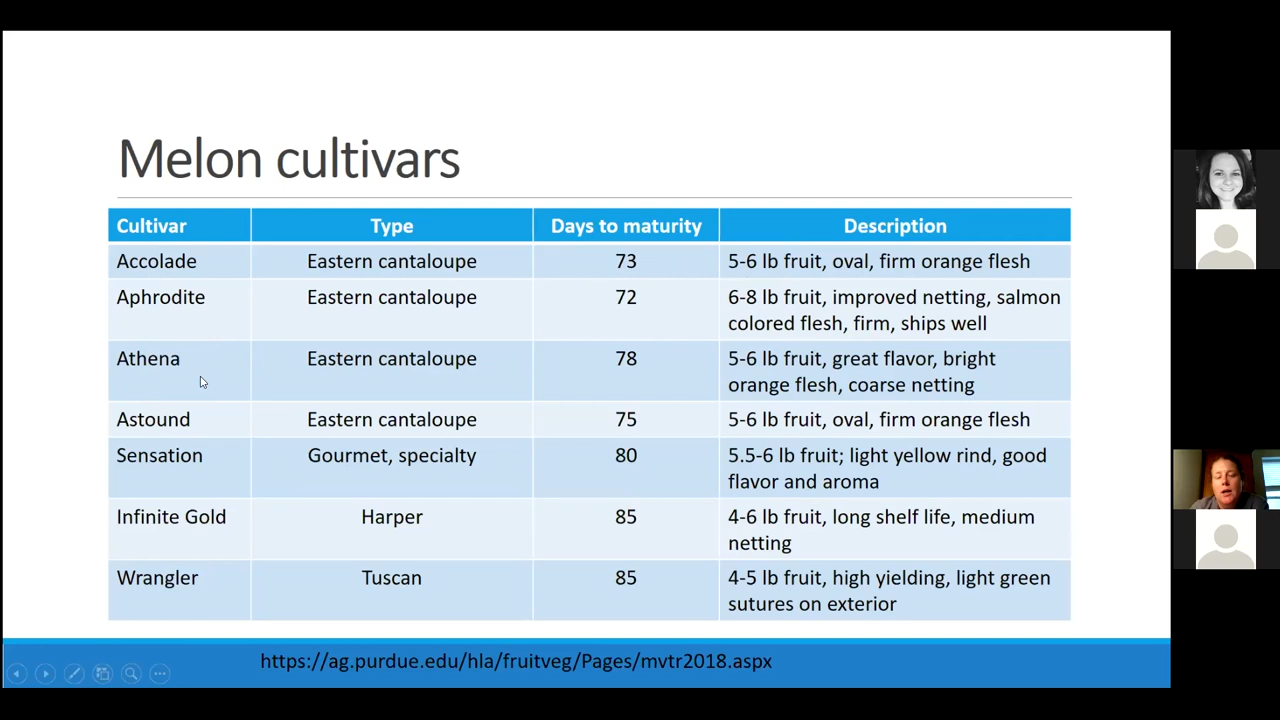 Melon cultivars
Cultivar Type Days to maturity Description
Accolade Eastern cantaloupe 73 5-6 lb fruit, oval, firm orange flesh
Aphrodite Eastern cantaloupe 72 6-8 lb fruit, improved netting, salmon
colored flesh, firm, ships well
Athena Eastern cantaloupe 78 5-6 lb fruit, great flavor, bright
orange flesh, coarse netting
Astound Eastern cantaloupe 75 5-6 lb fruit, oval, firm orange flesh
Sensation Gourmet, specialty 80 5.5-6 lb fruit; light yellow rind, good
flavor and aroma
Infinite Gold Harper 85 4-6 lb fruit, long shelf life, medium
netting
Wrangler Tuscan 85 4-5 lb fruit, high yielding, light green
sutures on exterior
https://ag.purdue.edu/hla/fruitveg/Pages/mvtr2018.aspx